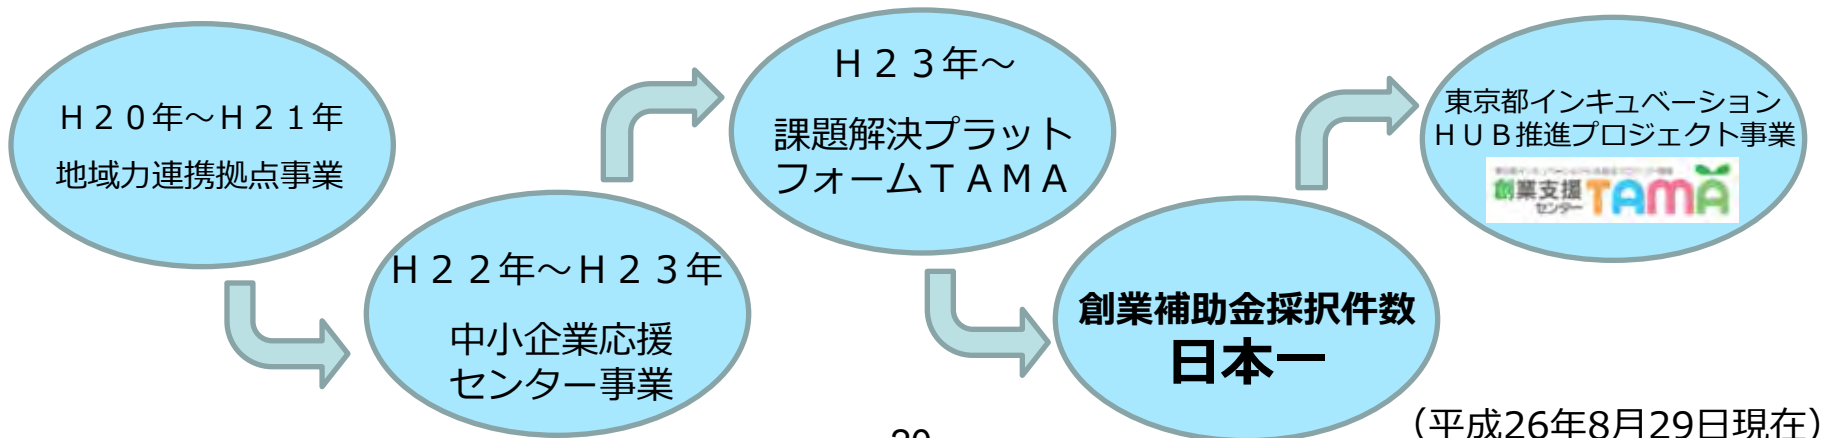 Ｈ２０年～Ｈ２１年
地域力連携拠点事業
Ｈ２２年～Ｈ２３年
中小企業応援
センター事業
Ｈ２３年～
課題解決プラット
フォームＴＡＭＡ
創業補助金採択件数
日本一
東京都インキュベーション
ＨＵＢ推進プロジェクト事業
創業支援
センター
TAMA
（平成26年8月29日現在）
20